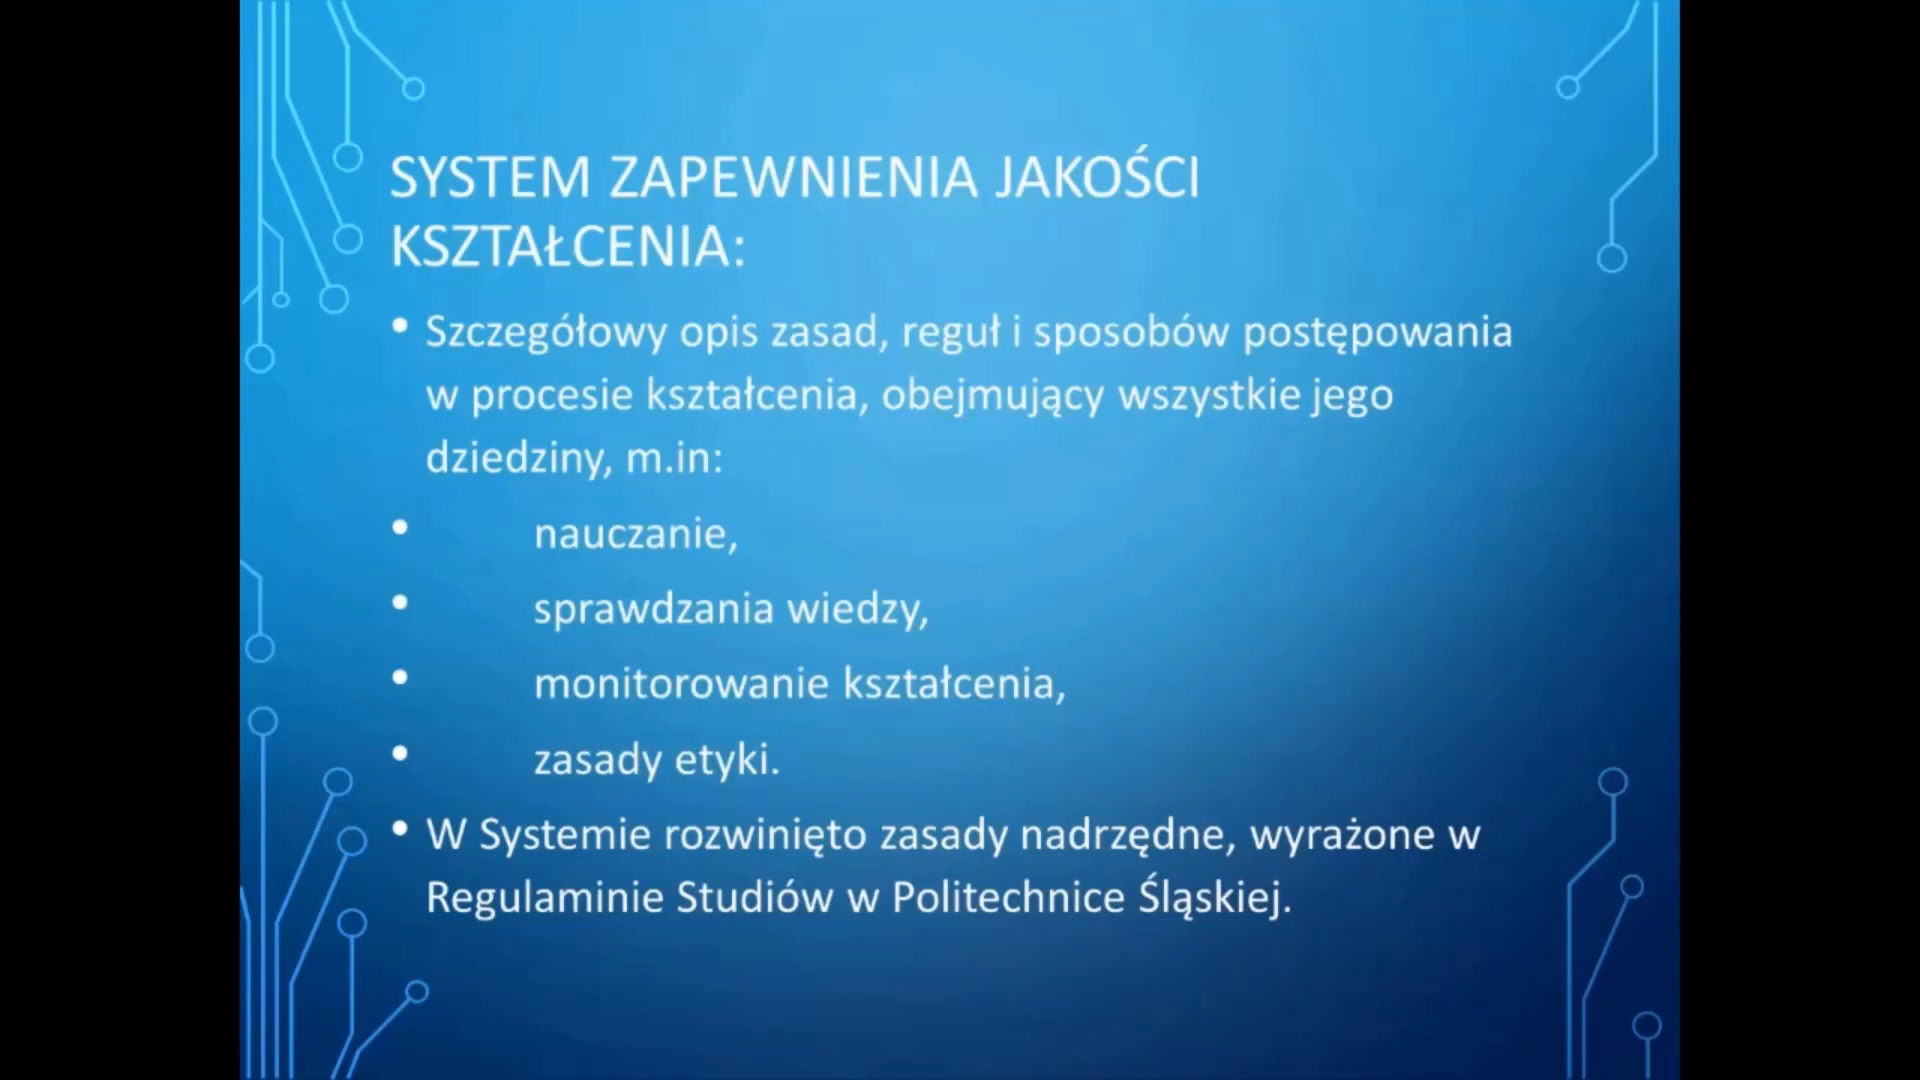 SYSTEM ZAPEWNIENIA JAKOŚCI
KSZTAŁCENIA:
• Szczegółowy opis zasad, reguł i sposobów postępowania
w procesie kształcenia, obejmujący wszystkie jego
dziedziny, m.in:
• nauczanie,
• sprawdzania wiedzy,
• monitorowanie kształcenia,
• zasady etyki.
• W Systemie rozwinięto zasady nadrzędne, wyrażone w
Regulaminie Studiów w Politechnice Śląskiej.